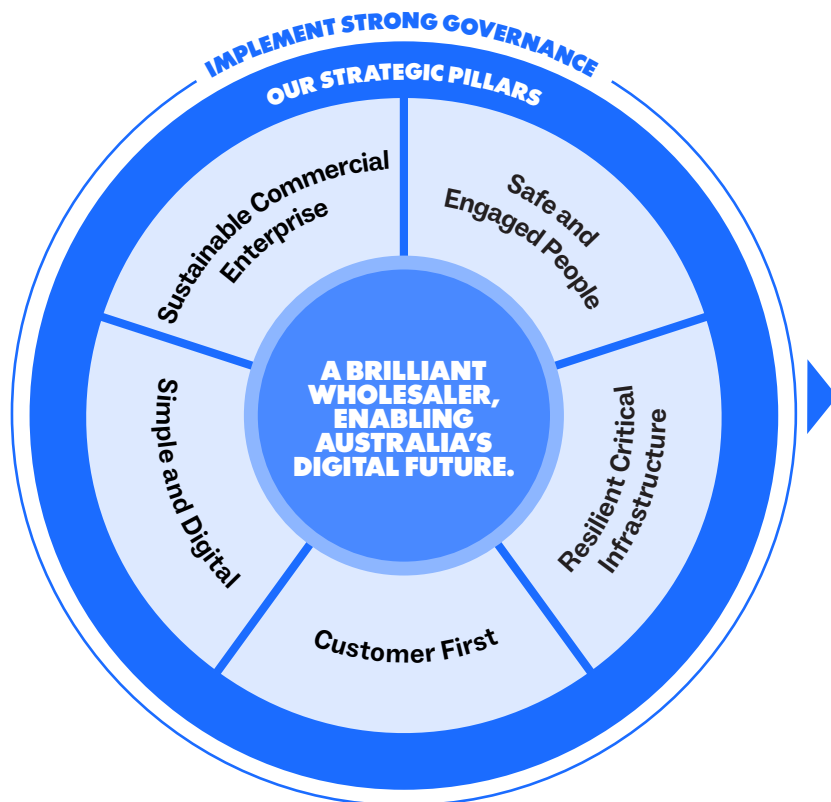 IMPLEMENT STRONG GOVERNANCE
OUR STRATEGIC PILLARS
Sustainable Commercial
Enterprise
Safe and
Engaged People
A BRILLIANT
WHOLESALER,
ENABLING
AUSTRALIA’S
DIGITAL FUTURE.
Simple and Digital
Resilient Critical
Infrastructure
Customer First